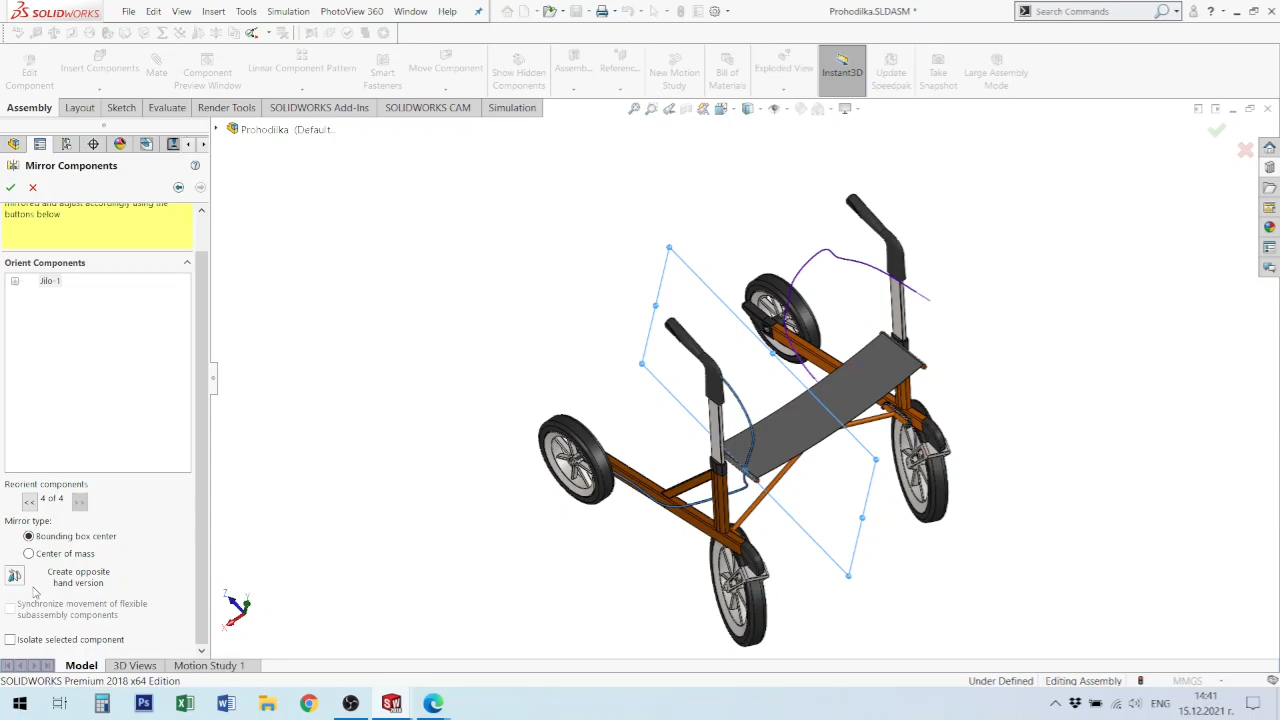 SOLIDWORKS File Edit View Insert Tools Simulation PhotoView 360 Window Help Prohodilka.SLDASM * Search Commands
Edit Component
Insert Components
Mate
Component Preview Window
Linear Component Pattern
Smart Fasteners
Move Component
Show Hidden Components
Assemb...
Referenc...
New Motion Study
Bill of Materials
Exploded View
Instant3D
Update Speedpak
Take Snapshot
Large Assembly Mode
Assembly Layout Sketch Evaluate Render Tools SOLIDWORKS Add-Ins SOLIDWORKS CAM Simulation
Prohodilka (Default...
Mirror Components
mirrored and adjust accordingly using the
buttons below
Orient Components
Jilo-1
Reorient components
<< 4 of 4 >>
Mirror type:
Bounding box center
Center of mass
Create opposite
hand version
Synchronize movement of flexible
subassembly components
Isolate selected component
Z Y X
Model 3D Views Motion Study 1
SOLIDWORKS Premium 2018 x64 Edition Under Defined Editing Assembly MMGS
ENG
14:41
15.12.2021 г.